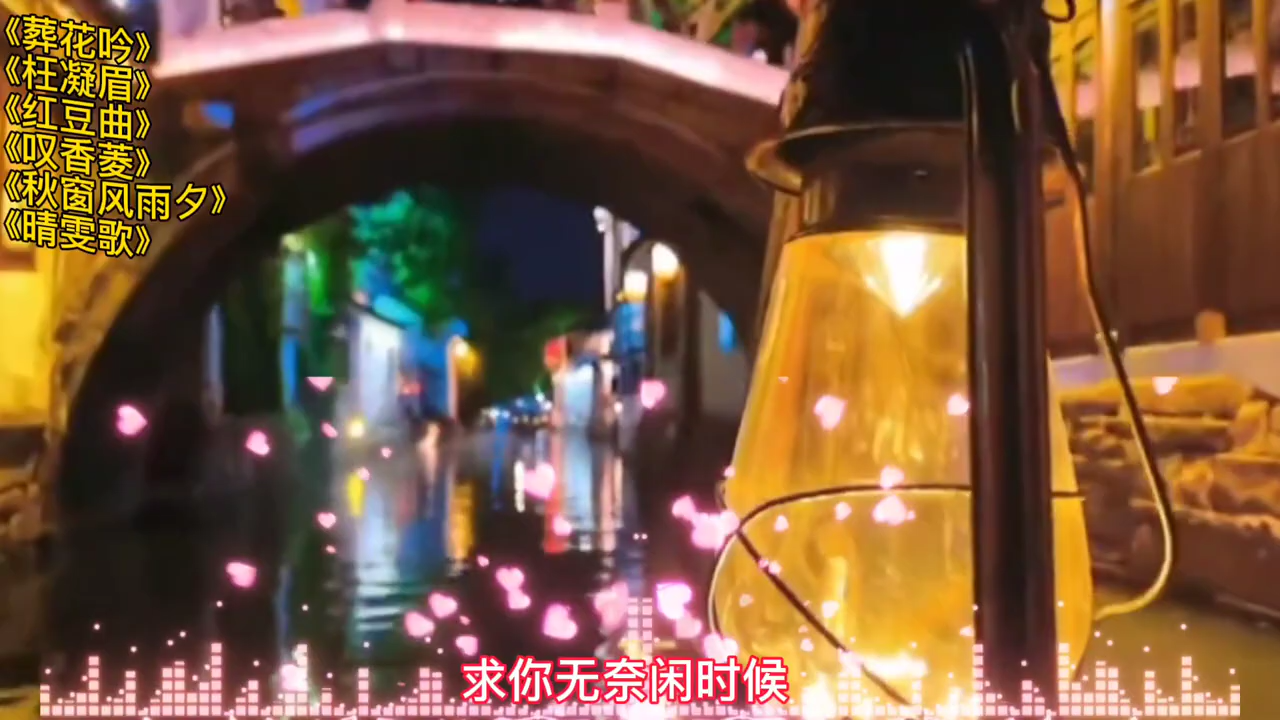 《葬花吟》
《枉凝眉》
《红豆曲》
《叹香菱》
《秋窗风雨夕》
《晴雯歌》
求你无奈闲时候